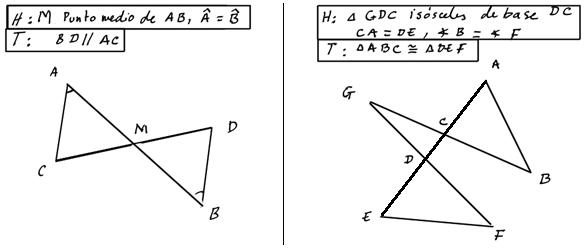 H: M Punto medio de AB, Â = B̂
T: BD // AC
A
M
D
C
B
H: △ GDC isósceles de base DC
CA = DE, ∢ B = ∢ F
T: △ABC ≅ △DEF
A
G
C
D
B
E
F